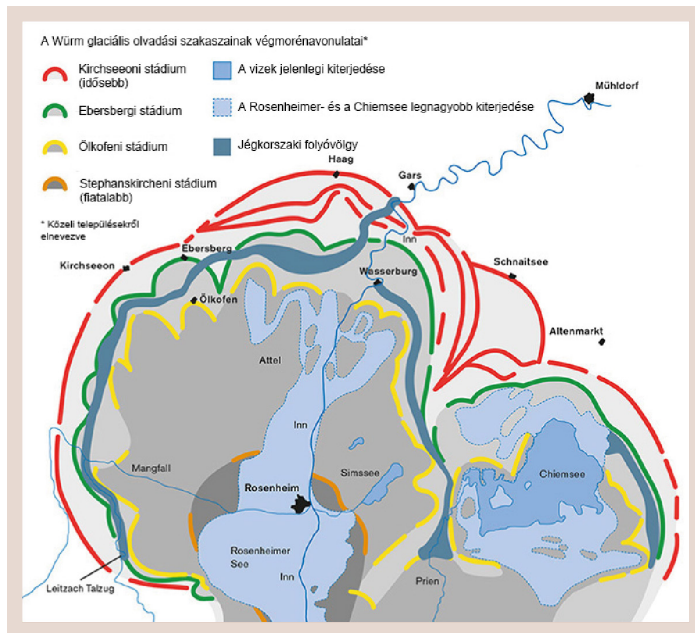 A Würm glaciális olvadási szakaszainak végmorénavonulatai*
Kirchseeoni stádium
(idősebb)
Ebersbergi stádium
Ölkofeni stádium
Stephanskircheni stádium
(fiatalabb)
* Közeli településekről
elnevezve
A vizek jelenlegi kiterjedése
A Rosenheimer- és a Chiemsee legnagyobb kiterjedése
Jégkorszaki folyóvölgy
Mühldorf
Haag
Gars
Inn
Ebersberg
Kirchseeon
Wasserburg
Schnaitsee
Ölkofen
Altenmarkt
Attel
Inn
Mangfall
Simssee
Chiemsee
Rosenheim
Rosenheimer
See
Inn
Prien
Leitzach Talzug